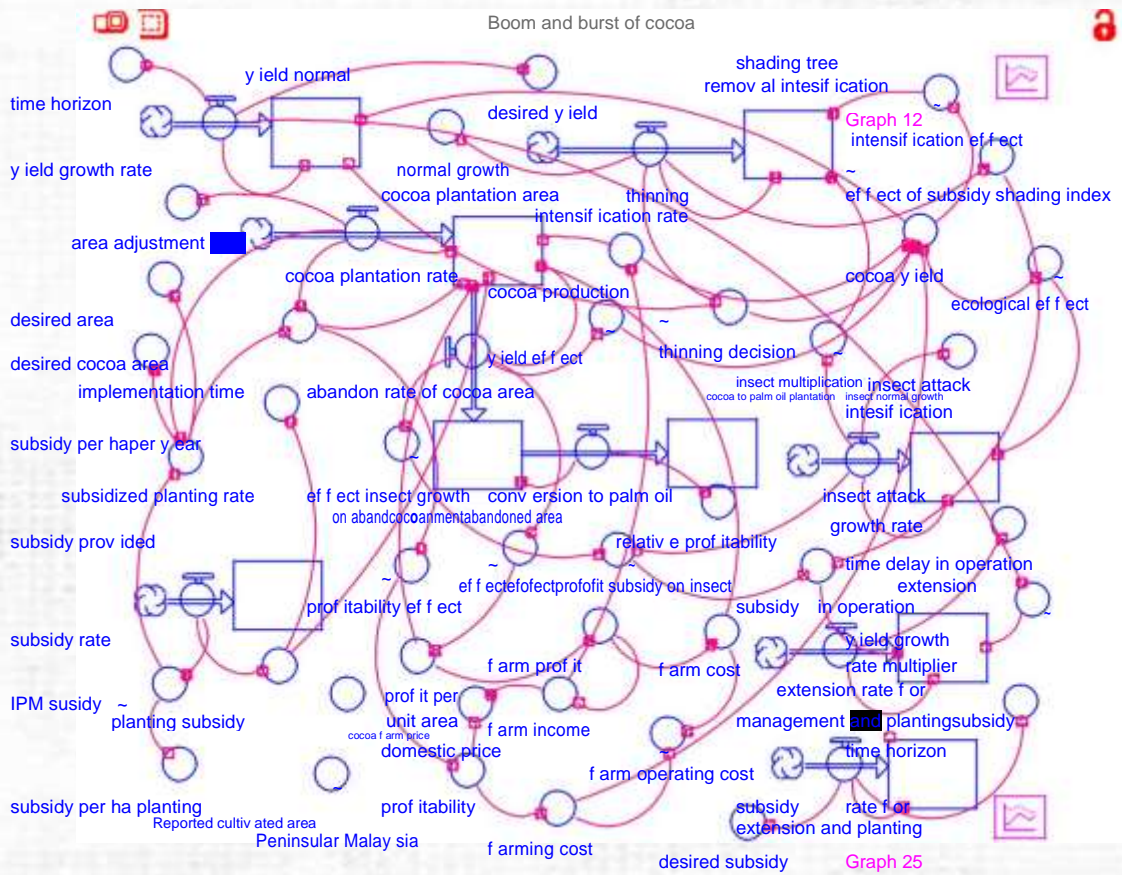 Boom and burst of cocoa
shading tree
y ield normal
remov al intesif ication
time horizon
desired y ield
Graph 12
~
intensif ication ef f ect
y ield growth rate
normal growth
~
cocoa plantation area
thinning
ef f ect of subsidy shading index
intensif ication rate
area adjustment
cocoa plantation rate
cocoa y ield
cocoa production
~
ecological ef f ect
desired area
~
y ield ef f ect
thinning decision
~
~
desired cocoa area
insect multiplication
insect attack
implementation time
abandon rate of cocoa area
cocoa to palm oil plantation
insect normal growth
intesif ication
subsidy per haper y ear
~
subsidized planting rate
ef f ect insect growth
conv ersion to palm oil
insect attack
on abandcocoanmentabandoned area
growth rate
subsidy prov ided
relativ e prof itability
~
~
time delay in operation
~
ef f ectefofectprofofit subsidy on insect
extension
prof itability ef f ect
subsidy
in operation
~
subsidy rate
f arm prof it
f arm cost
y ield growth
rate multiplier
IPM susidy
~
prof it per
extension rate f or
planting subsidy
unit area
f arm income
management and plantingsubsidy
cocoa f arm price
domestic price
~
time horizon
f arm operating cost
~
subsidy per ha planting
prof itability
subsidy
rate f or
Reported cultiv ated area
extension and planting
Peninsular Malay sia
f arming cost
~
desired subsidy
Graph 25